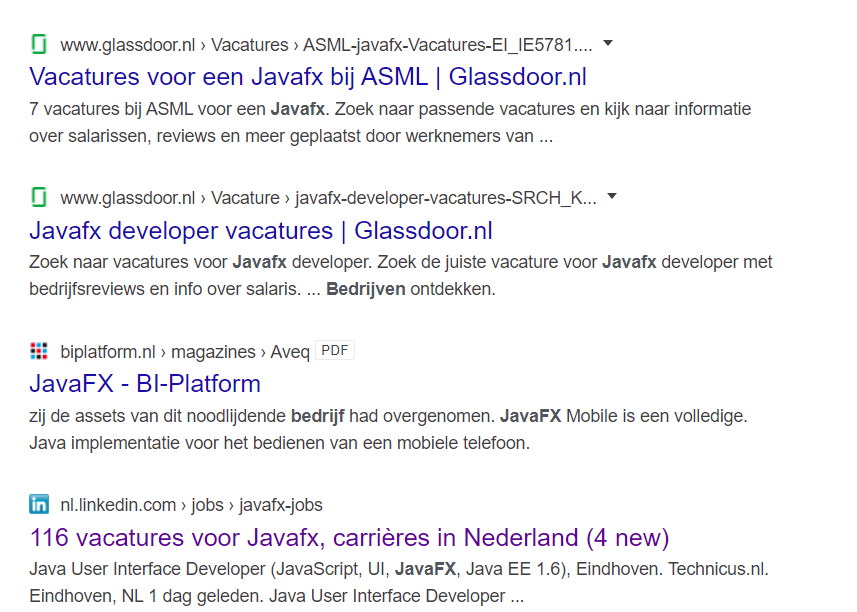 www.glassdoor.nl › Vacatures › ASML-javafx-Vacatures-EI_IE5781....
Vacatures voor een Javafx bij ASML | Glassdoor.nl
7 vacatures bij ASML voor een Javafx. Zoek naar passende vacatures en kijk naar informatie
over salarissen, reviews en meer geplaatst door werknemers van ...
www.glassdoor.nl › Vacature › javafx-developer-vacatures-SRCH_K...
Javafx developer vacatures | Glassdoor.nl
Zoek naar vacatures voor Javafx developer. Zoek de juiste vacature voor Javafx developer met
bedrijfsreviews en info over salaris. ... Bedrijven ontdekken.
biplatform.nl › magazines › Aveq PDF
JavaFX - BI-Platform
zij de assets van dit noodlijdende bedrijf had overgenomen. JavaFX Mobile is een volledige.
Java implementatie voor het bedienen van een mobiele telefoon.
in nl.linkedin.com › jobs › javafx-jobs
116 vacatures voor Javafx, carrières in Nederland (4 new)
Java User Interface Developer (JavaScript, UI, JavaFX, Java EE 1.6), Eindhoven. Technicus.nl.
Eindhoven, NL 1 dag geleden. Java User Interface Developer ...